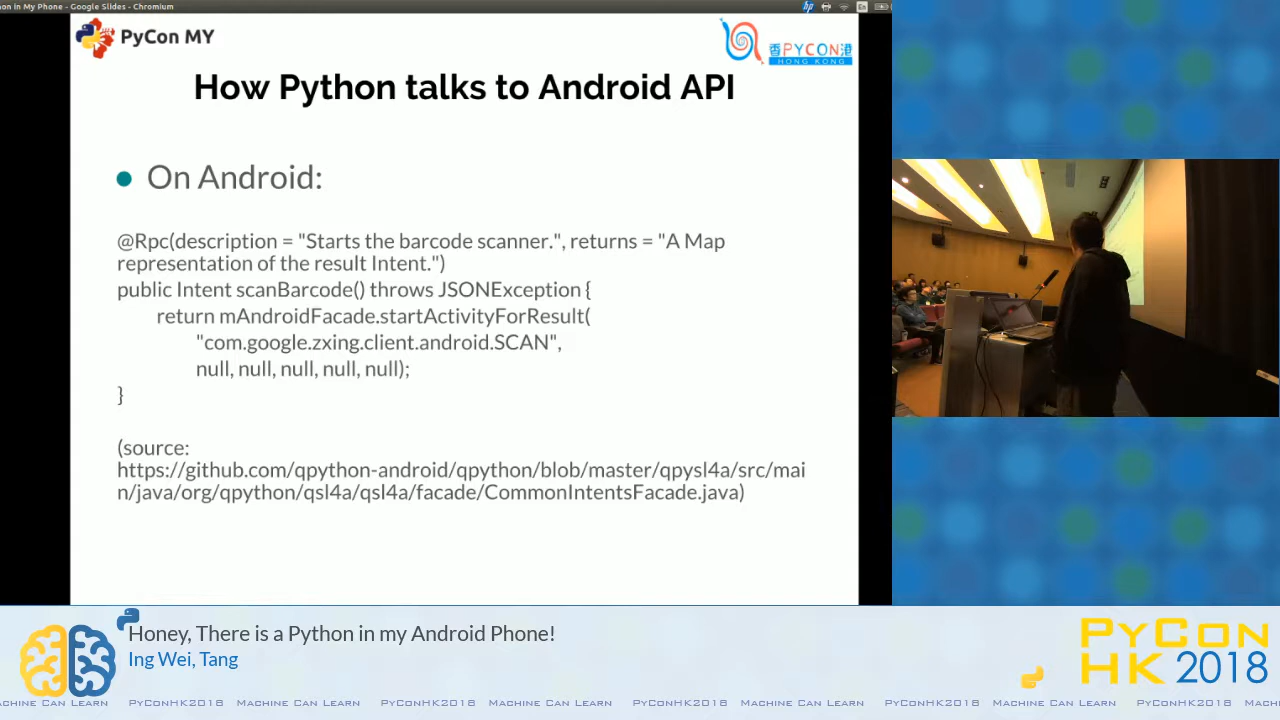 on in My Phone - Google Slides - Chromium
hp
En
PyCon MY
香PYCON港
HONG KONG
How Python talks to Android API
On Android:
@Rpc(description = "Starts the barcode scanner.", returns = "A Map
representation of the result Intent.")
public Intent scanBarcode() throws JSONException {
return mAndroidFacade.startActivityForResult(
"com.google.zxing.client.android.SCAN",
null, null, null, null, null);
}
(source:
https://github.com/qpython-android/qpython/blob/master/qpysl4a/src/mai
n/java/org/qpython/qsl4a/qsl4a/facade/CommonIntentsFacade.java)
Honey, There is a Python in my Android Phone!
Ing Wei, Tang
PyCon
HK 2018
achine Can Learn PyConHK2018 Machine Can Learn PyConHK2018 Machine Can Learn PyConHK2018 Machine Can Learn PyConHK2018 Machine Can Learn PyConHK2018 Mach